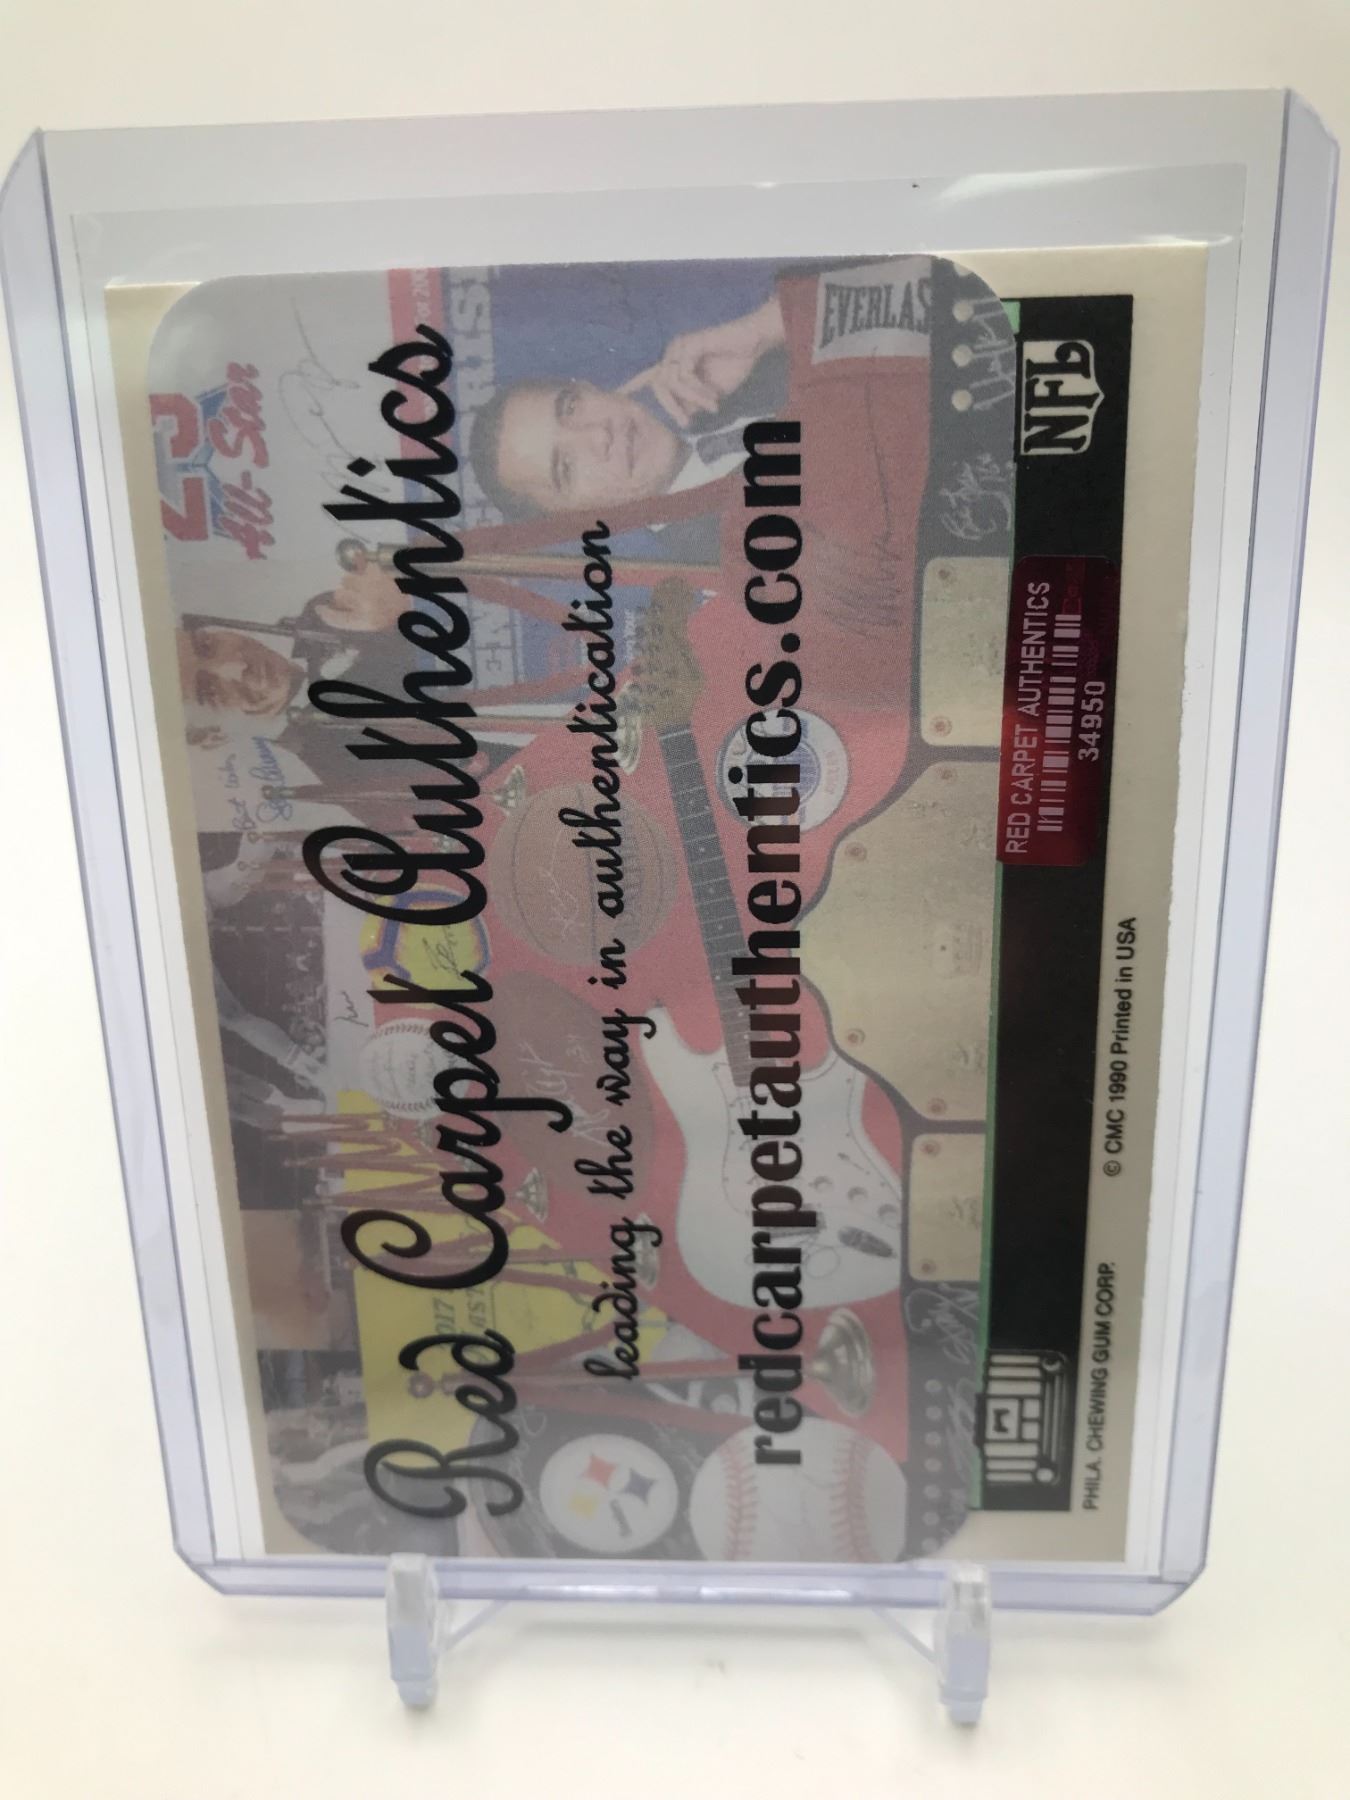 Red Carpet Authentics
leading the way in authentication
redcarpetauthentics.com
All-Star
EVERLAS
NFL
RED CARPET AUTHENTICS
34950
PHILA. CHEWING GUM CORP. © CMC 1990 Printed in USA